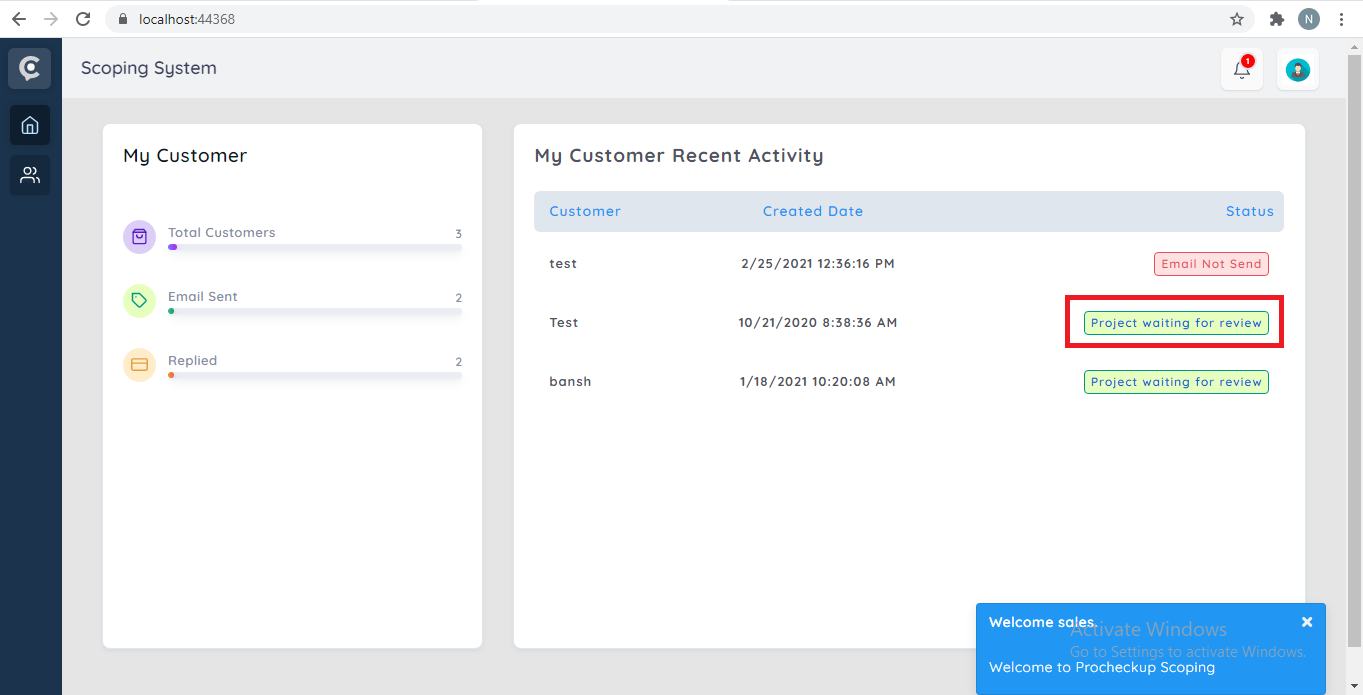 localhost:44368
N
Scoping System
1
My Customer
Total Customers 3
Email Sent 2
Replied 2
My Customer Recent Activity
Customer Created Date Status
test 2/25/2021 12:36:16 PM Email Not Send
Test 10/21/2020 8:38:36 AM Project waiting for review
bansh 1/18/2021 10:20:08 AM Project waiting for review
Welcome sales,
Activate Windows
Go to Settings to activate Windows.
Welcome to Procheckup Scoping